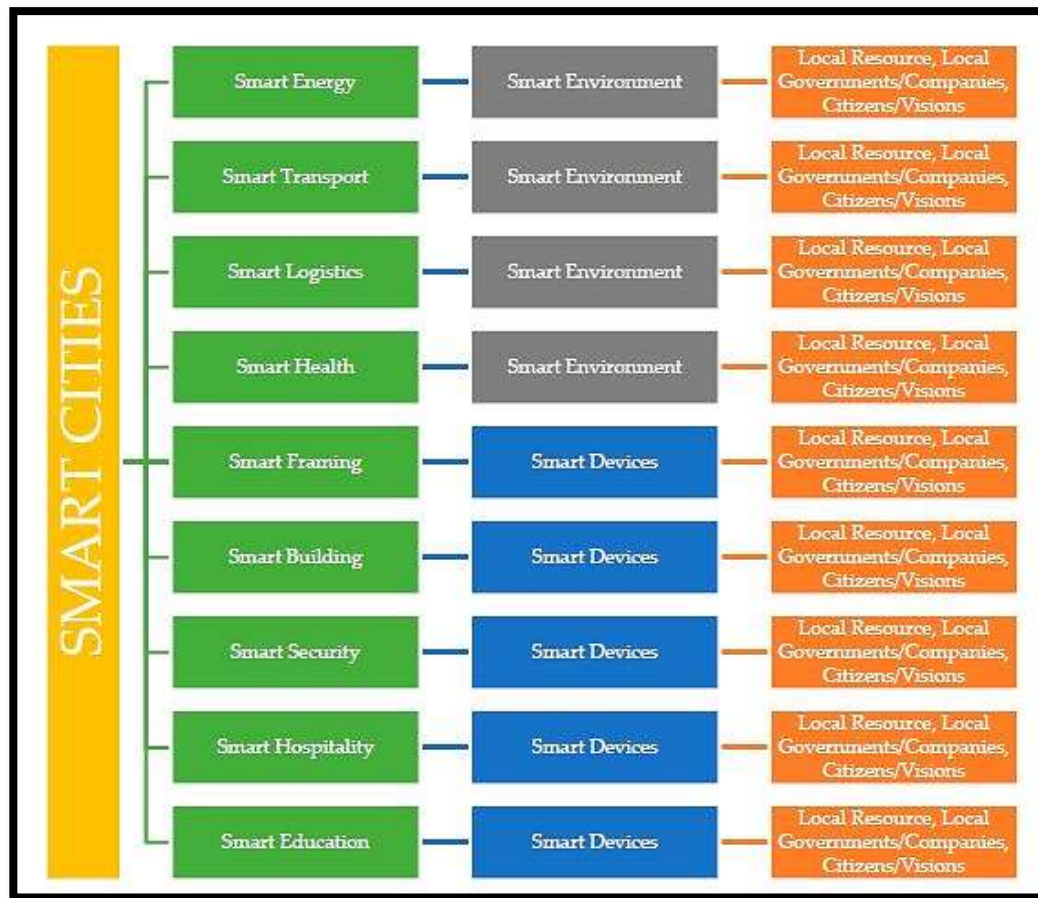 SMART CITIES
Smart Energy
Smart Environment
Local Resource, Local
Governments/Companies,
Citizens/Visions
Smart Transport
Smart Environment
Local Resource, Local
Governments/Companies,
Citizens/Visions
Smart Logistics
Smart Environment
Local Resource, Local
Governments/Companies,
Citizens/Visions
Smart Health
Smart Environment
Local Resource, Local
Governments/Companies,
Citizens/Visions
Smart Framing
Smart Devices
Local Resource, Local
Governments/Companies,
Citizens/Visions
Smart Building
Smart Devices
Local Resource, Local
Governments/Companies,
Citizens/Visions
Smart Security
Smart Devices
Local Resource, Local
Governments/Companies,
Citizens/Visions
Smart Hospitality
Smart Devices
Local Resource, Local
Governments/Companies,
Citizens/Visions
Smart Education
Smart Devices
Local Resource, Local
Governments/Companies,
Citizens/Visions